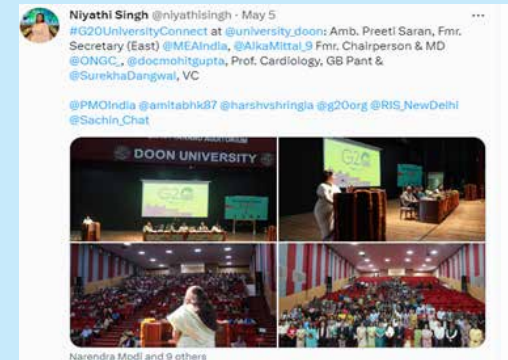 Niyathi Singh @niyathisingh · May 5
#G20UniversityConnect at @university_doon: Amb. Preeti Saran, Fmr.
Secretary (East) @MEAIndia, @AlkaMittal_9 Fmr. Chairperson & MD
@ONGC_, @docmohitgupta, Prof. Cardiology, GB Pant &
@SurekhaDangwal, VC
@PMOIndia @amitabhk87 @harshvshringla @g20org @RIS_NewDelhi
@Sachin_Chat
AUDITORIUM
DOON UNIVERSITY
G20
G20
Narendra Modi and 9 others